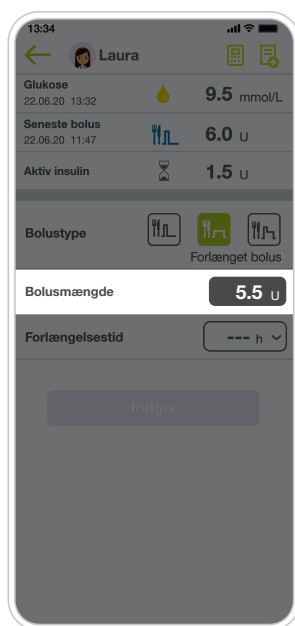 13:34
Laura
Glukose
22.06.20 13:32
9.5 mmol/L
Seneste bolus
22.06.20 11:47
6.0 U
Aktiv insulin
1.5 U
Bolustype
Forlænget bolus
Bolusmængde
5.5 U
Forlængelsestid
--- h
Indgiv